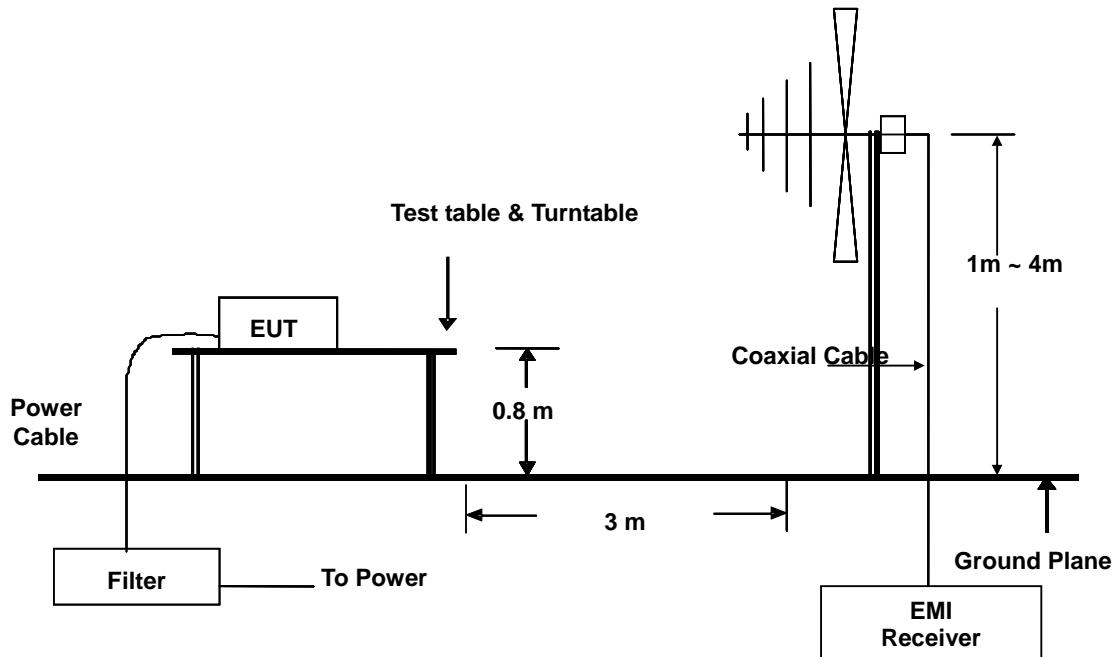 Test table & Turntable
1m ~ 4m
EUT
Coaxial Cable
0.8 m
Power
Cable
3 m
Ground Plane
Filter
To Power
EMI
Receiver